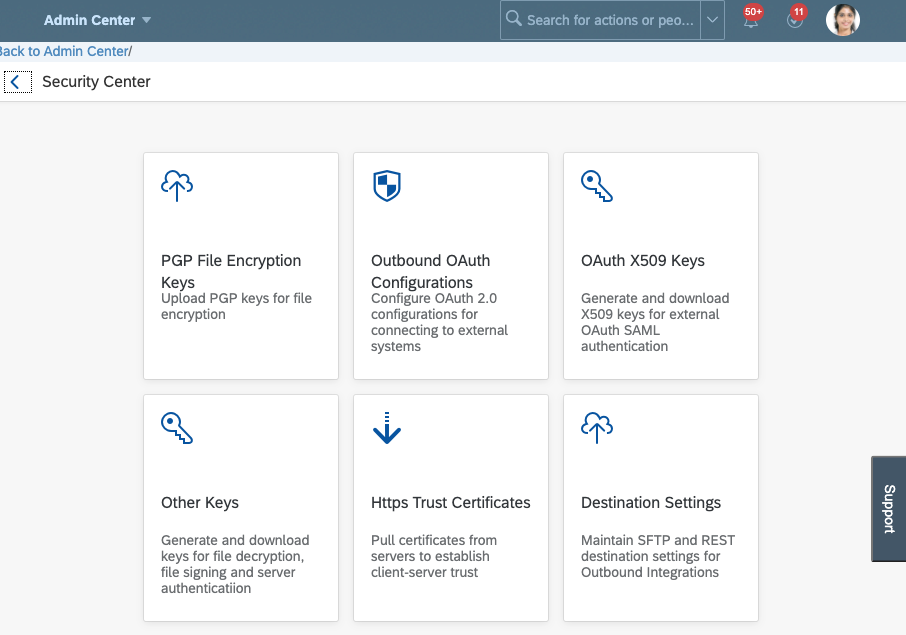 Admin Center
Search for actions or peo...
50+
11
Back to Admin Center/
Security Center
PGP File Encryption
Keys
Upload PGP keys for file
encryption
Outbound OAuth
Configurations
Configure OAuth 2.0
configurations for
connecting to external
systems
OAuth X509 Keys
Generate and download
X509 keys for external
OAuth SAML
authentication
Other Keys
Generate and download
keys for file decryption,
file signing and server
authenticatiion
Https Trust Certificates
Pull certificates from
servers to establish
client-server trust
Destination Settings
Maintain SFTP and REST
destination settings for
Outbound Integrations
Support